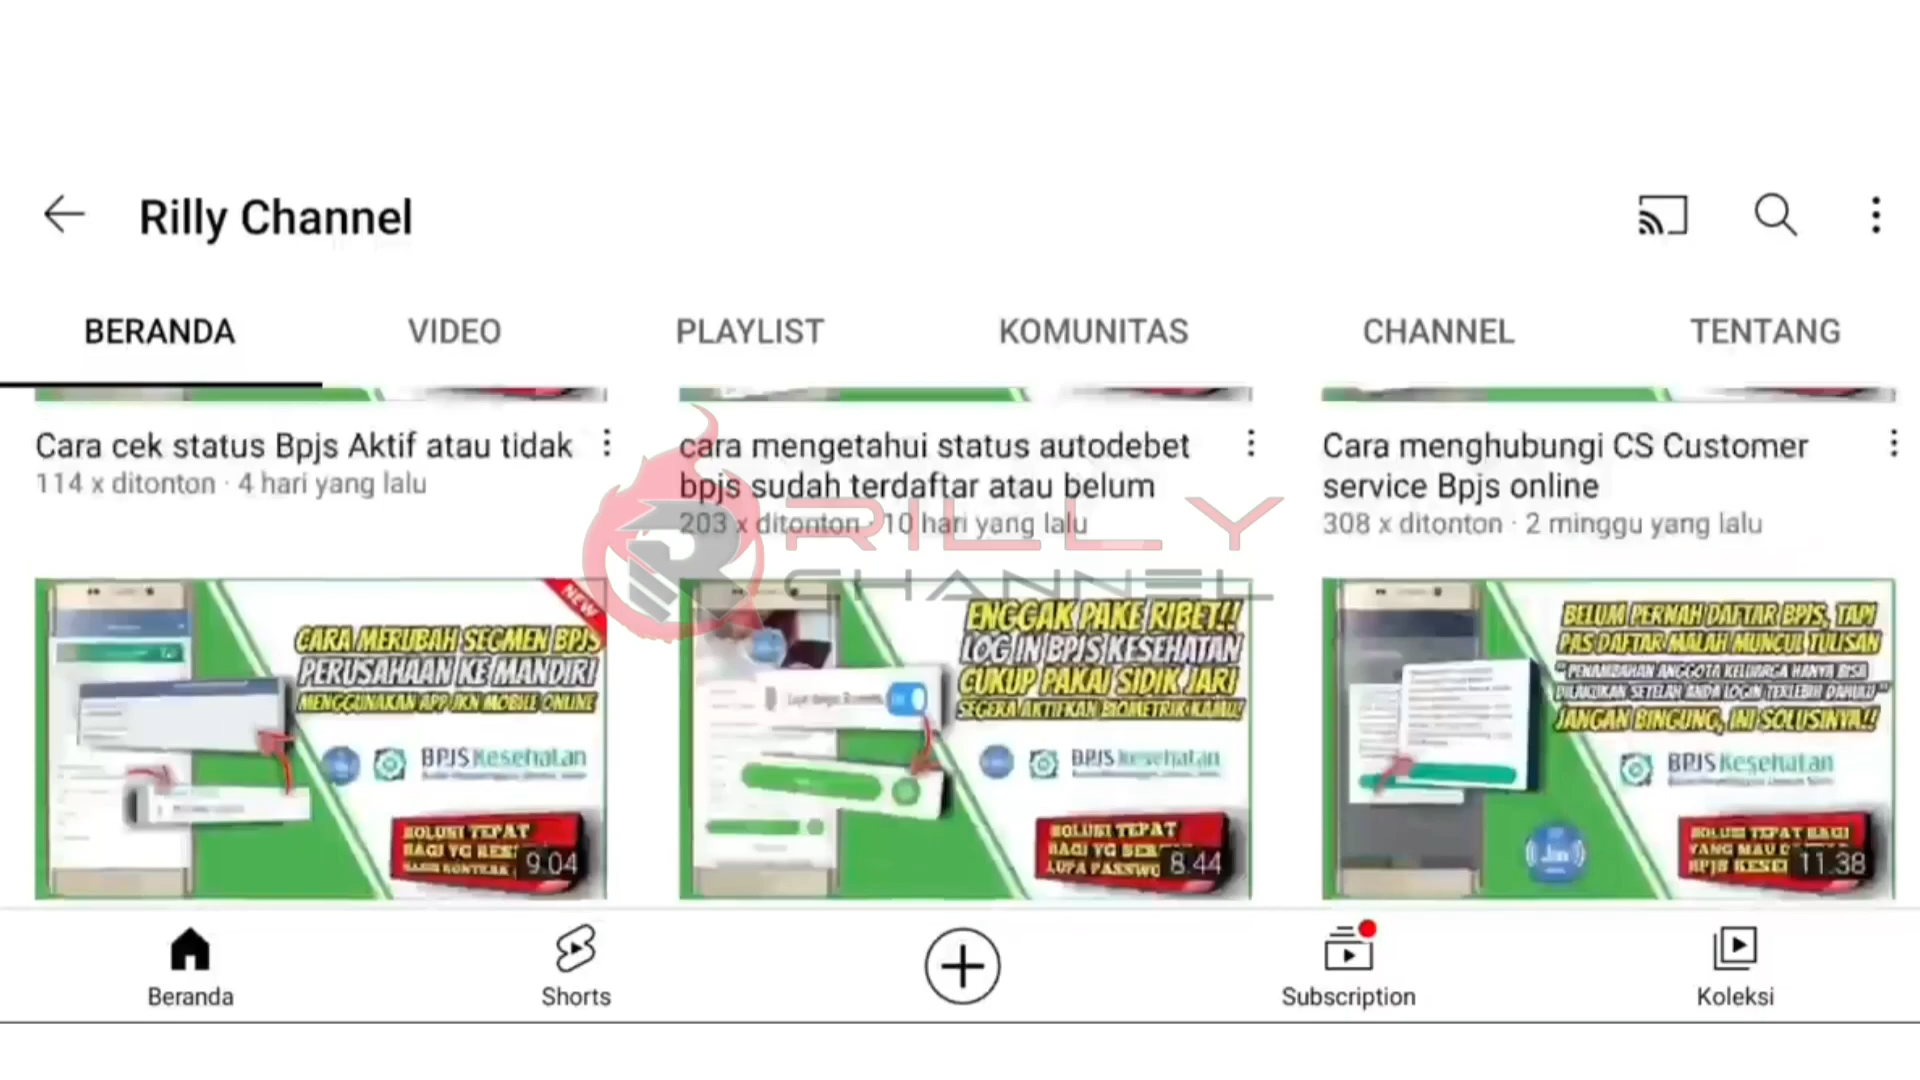 Rilly Channel
BERANDA
VIDEO
PLAYLIST
KOMUNITAS
CHANNEL
TENTANG
Cara cek status Bpjs Aktif atau tidak
114 x ditonton · 4 hari yang lalu
cara mengetahui status autodebet
bpjs sudah terdaftar atau belum
203 x ditonton · 10 hari yang lalu
Cara menghubungi CS Customer
service Bpjs online
308 x ditonton · 2 minggu yang lalu
RILLY
CHANNEL
NEW
CARA MERUBAH SEGMEN BPJS
PERUSAHAAN KE MANDIRI
MENGGUNAKAN APP JKN MOBILE ONLINE
BPJS Kesehatan
SOLUSI TEPAT
BAGI YG
9.04
ENGGAK PAKE RIBET!!
LOGIN BPJS KESEHATAN
CUKUP PAKAI SIDIK JARI
SEGERA AKTIFKAN BIOMETRIK KAMU!
BPJS Kesehatan
SOLUSI TEPAT
BAGI YG
LUPA PASSWO
8.44
BELUM PERNAH DAFTAR BPJS, TAPI
PAS DAFTAR MALAH MUNCUL TULISAN
"PENAMBAHAN ANGGOTA KELUARGA HANYA BISA
DILAKUKAN SETELAH ANDA LOGIN TERLEBIH DAHULU"
JANGAN BINGUNG, INI SOLUSINYA!!
BPJS Kesehatan
SOLUSI TEPAT BAGI
YANG MAU
BPJS KESE
11.38
Beranda
Shorts
Subscription
Koleksi